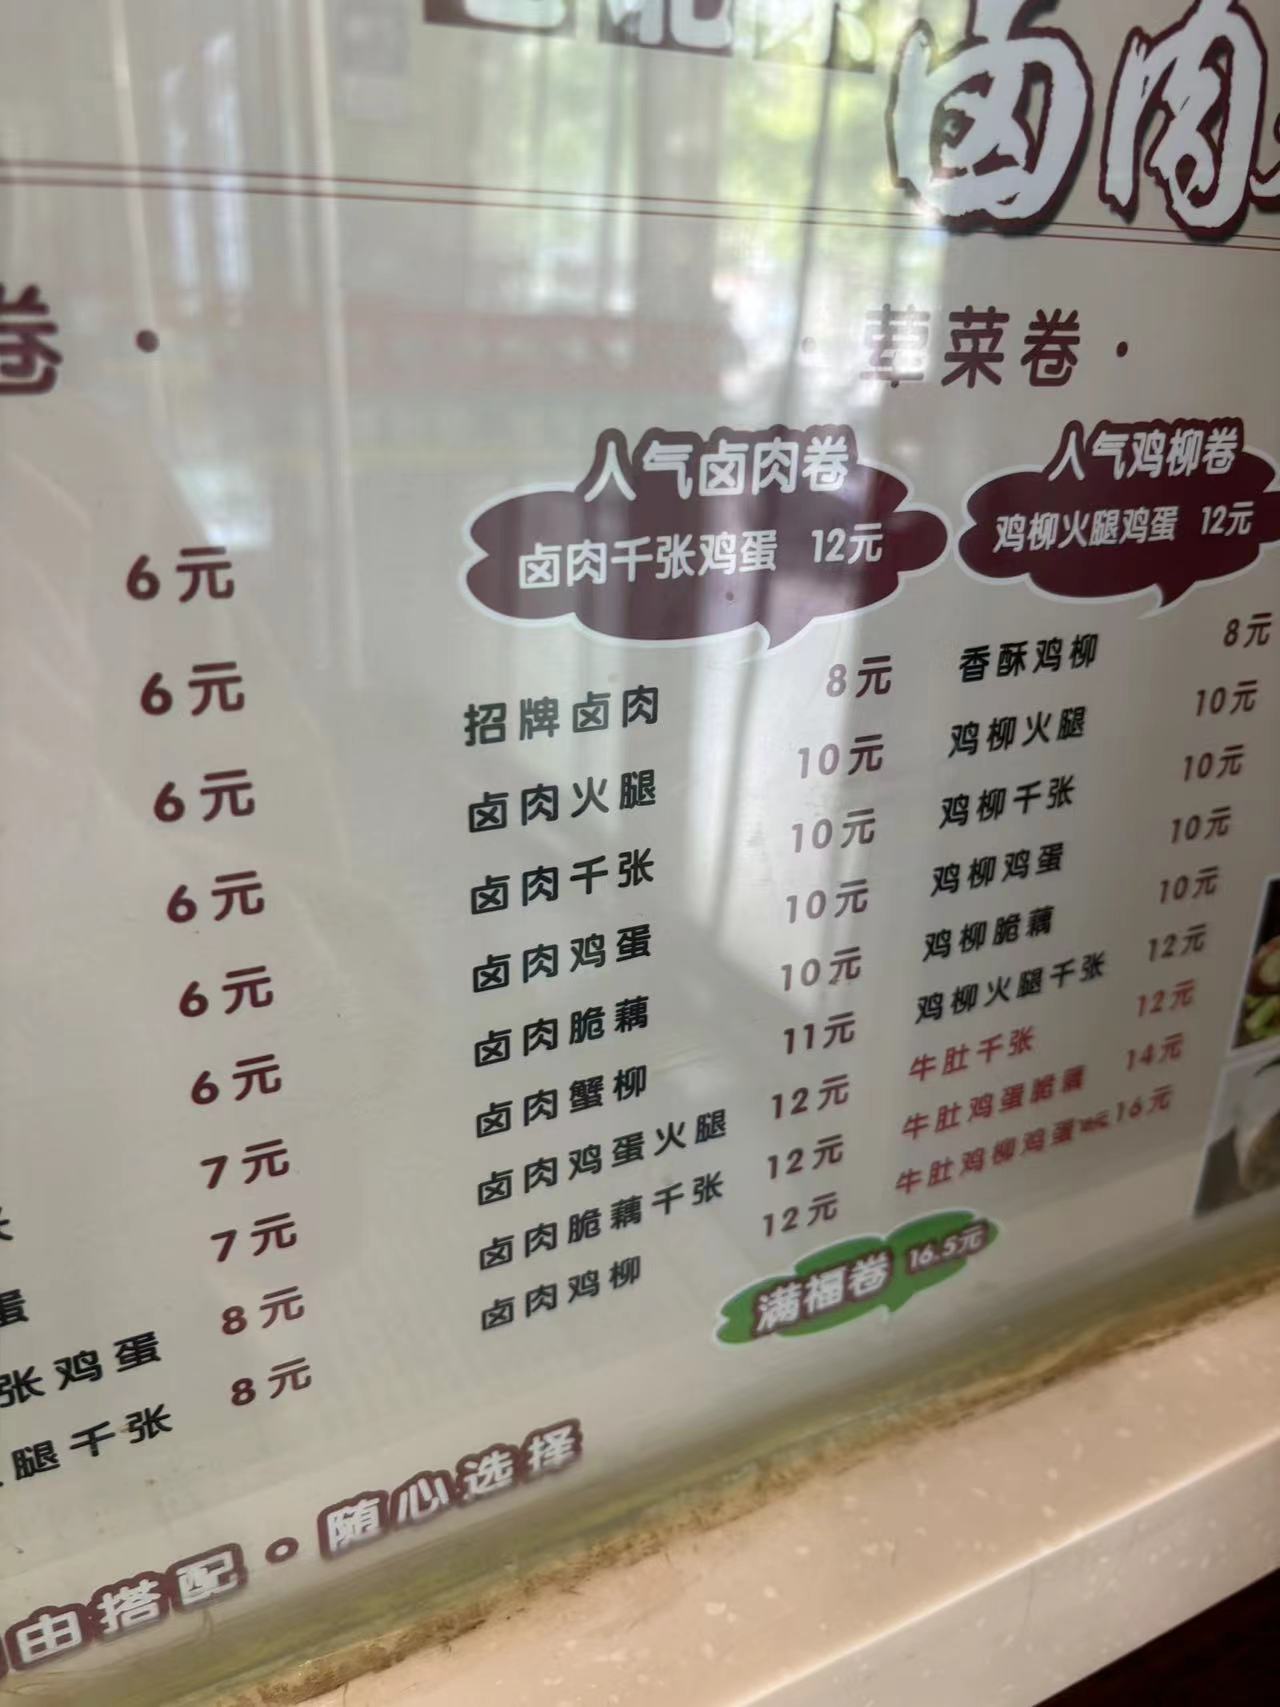 卤肉
卷·
·荤菜卷·
人气卤肉卷
卤肉千张鸡蛋 12元
人气鸡柳卷
鸡柳火腿鸡蛋 12元
6元
6元
6元
6元
6元
6元
7元
7元
8元
张鸡蛋 8元
腿千张
招牌卤肉 8元
卤肉火腿 10元
卤肉千张 10元
卤肉鸡蛋 10元
卤肉脆藕 10元
卤肉蟹柳 11元
卤肉鸡蛋火腿 12元
卤肉脆藕千张 12元
卤肉鸡柳 12元
香酥鸡柳 8元
鸡柳火腿 10元
鸡柳千张 10元
鸡柳鸡蛋 10元
鸡柳脆藕 10元
鸡柳火腿千张 12元
牛肚千张 12元
牛肚鸡蛋脆藕 14元
牛肚鸡柳鸡蛋 16元
满福卷 16.5元
由搭配。随心选择